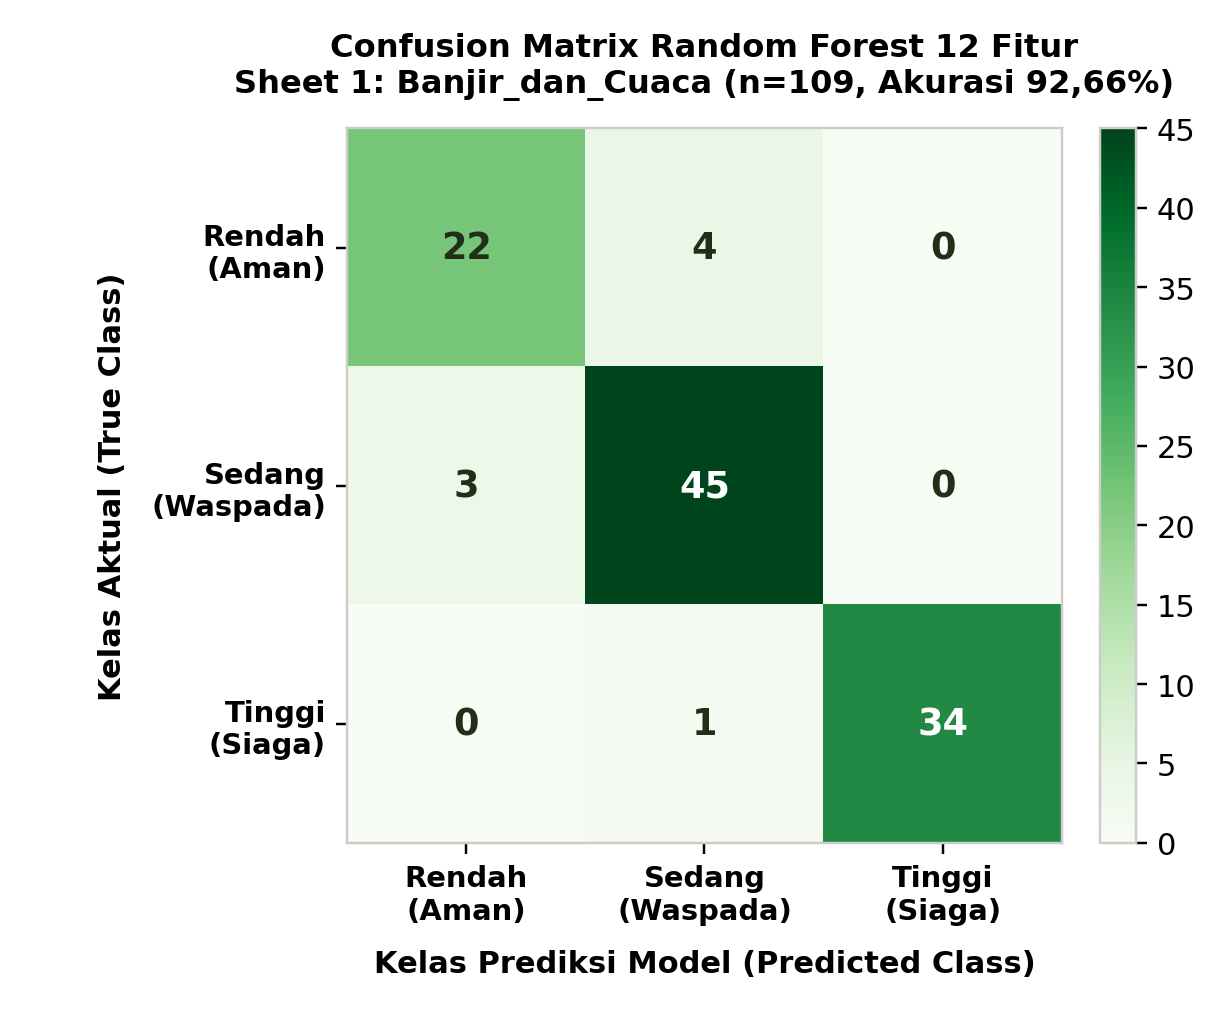 Confusion Matrix Random Forest 12 Fitur
Sheet 1: Banjir_dan_Cuaca (n=109, Akurasi 92,66%)
Kelas Aktual (True Class)
Rendah
(Aman)
22 4 0
Sedang
(Waspada)
3 45 0
Tinggi
(Siaga)
0 1 34
Rendah Sedang Tinggi
(Aman) (Waspada) (Siaga)
Kelas Prediksi Model (Predicted Class)
45
40
35
30
25
20
15
10
5
0